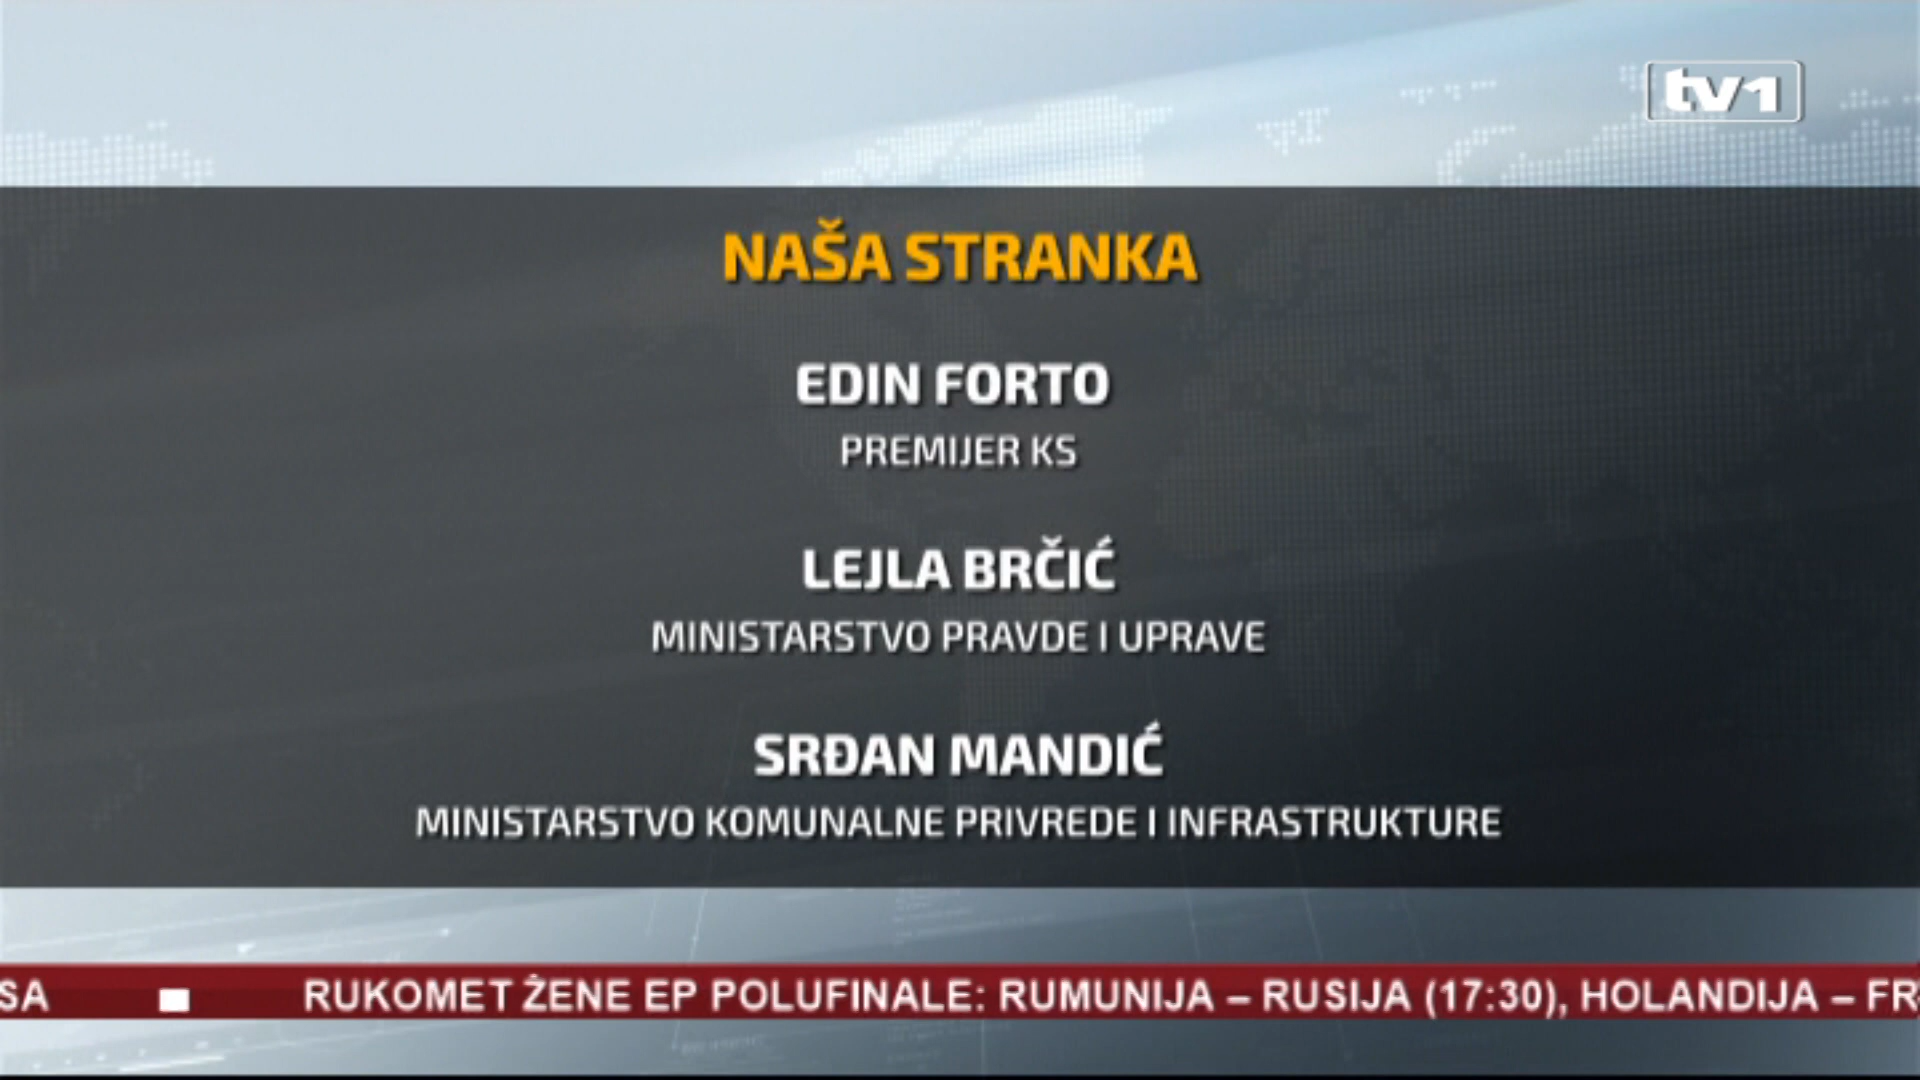 tv1
NAŠA STRANKA
EDIN FORTO
PREMIJER KS
LEJLA BRČIĆ
MINISTARSTVO PRAVDE I UPRAVE
SRĐAN MANDIĆ
MINISTARSTVO KOMUNALNE PRIVREDE I INFRASTRUKTURE
SA RUKOMET ŽENE EP POLUFINALE: RUMUNIJA – RUSIJA (17:30), HOLANDIJA – FR